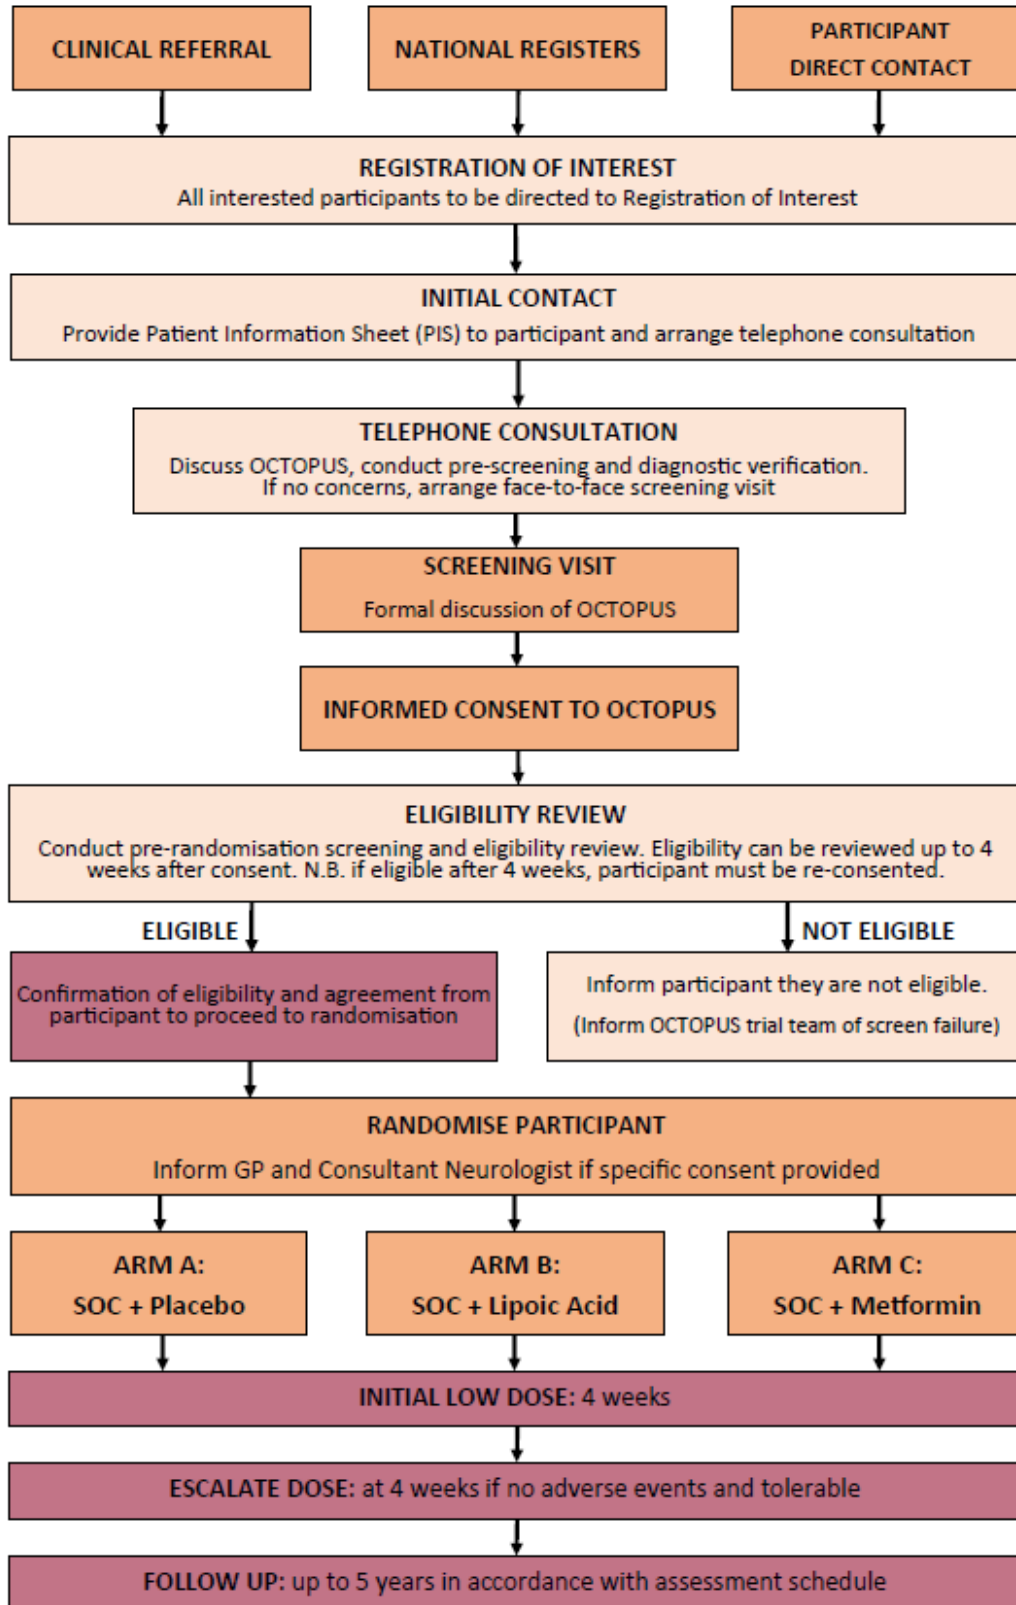 CLINICAL REFERRAL
NATIONAL REGISTERS
PARTICIPANT
DIRECT CONTACT
REGISTRATION OF INTEREST
All interested participants to be directed to Registration of Interest
INITIAL CONTACT
Provide Patient Information Sheet (PIS) to participant and arrange telephone consultation
TELEPHONE CONSULTATION
Discuss OCTOPUS, conduct pre-screening and diagnostic verification.
If no concerns, arrange face-to-face screening visit
SCREENING VISIT
Formal discussion of OCTOPUS
INFORMED CONSENT TO OCTOPUS
ELIGIBILITY REVIEW
Conduct pre-randomisation screening and eligibility review. Eligibility can be reviewed up to 4
weeks after consent. N.B. if eligible after 4 weeks, participant must be re-consented.
ELIGIBLE
NOT ELIGIBLE
Confirmation of eligibility and agreement from
participant to proceed to randomisation
Inform participant they are not eligible.
(Inform OCTOPUS trial team of screen failure)
RANDOMISE PARTICIPANT
Inform GP and Consultant Neurologist if specific consent provided
ARM A:
SOC + Placebo
ARM B:
SOC + Lipoic Acid
ARM C:
SOC + Metformin
INITIAL LOW DOSE: 4 weeks
ESCALATE DOSE: at 4 weeks if no adverse events and tolerable
FOLLOW UP: up to 5 years in accordance with assessment schedule